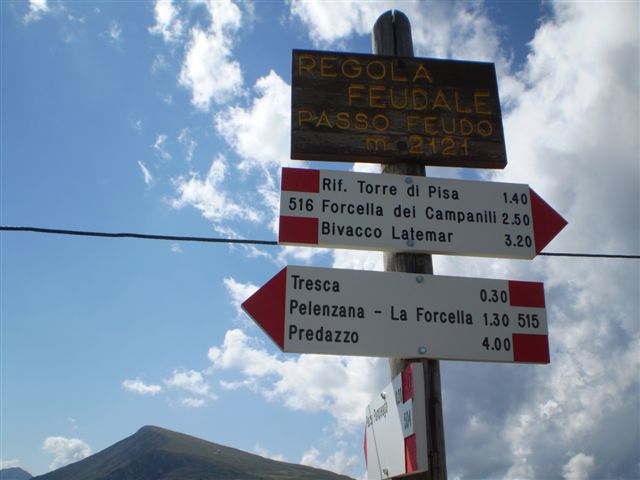 REGOLA
FEUDALE
PASSO FEUDO
m 2121
Rif. Torre di Pisa 1.40
516 Forcella dei Campanili 2.50
Bivacco Latemar 3.20
Tresca 0.30
Pelenzana - La Forcella 1.30 515
Predazzo 4.00
504